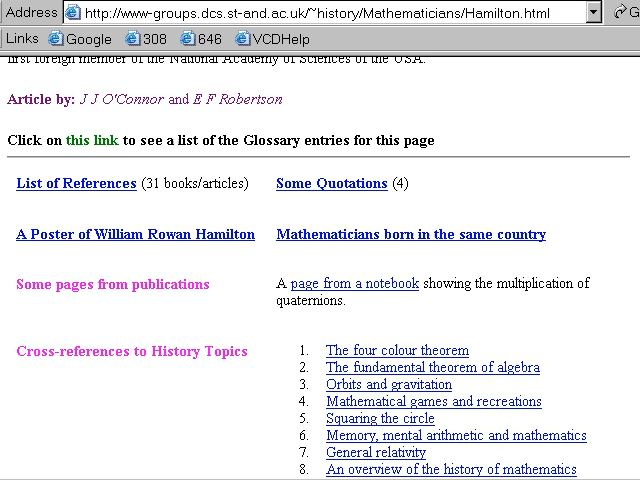 Address http://www-groups.dcs.st-and.ac.uk/~history/Mathematicians/Hamilton.html G
Links Google 308 646 VCDHelp
first foreign member of the National Academy of Sciences of the USA.
Article by: J J O'Connor and E F Robertson
Click on this link to see a list of the Glossary entries for this page
List of References (31 books/articles) Some Quotations (4)
A Poster of William Rowan Hamilton Mathematicians born in the same country
Some pages from publications A page from a notebook showing the multiplication of
quaternions.
Cross-references to History Topics 1. The four colour theorem
2. The fundamental theorem of algebra
3. Orbits and gravitation
4. Mathematical games and recreations
5. Squaring the circle
6. Memory, mental arithmetic and mathematics
7. General relativity
8. An overview of the history of mathematics